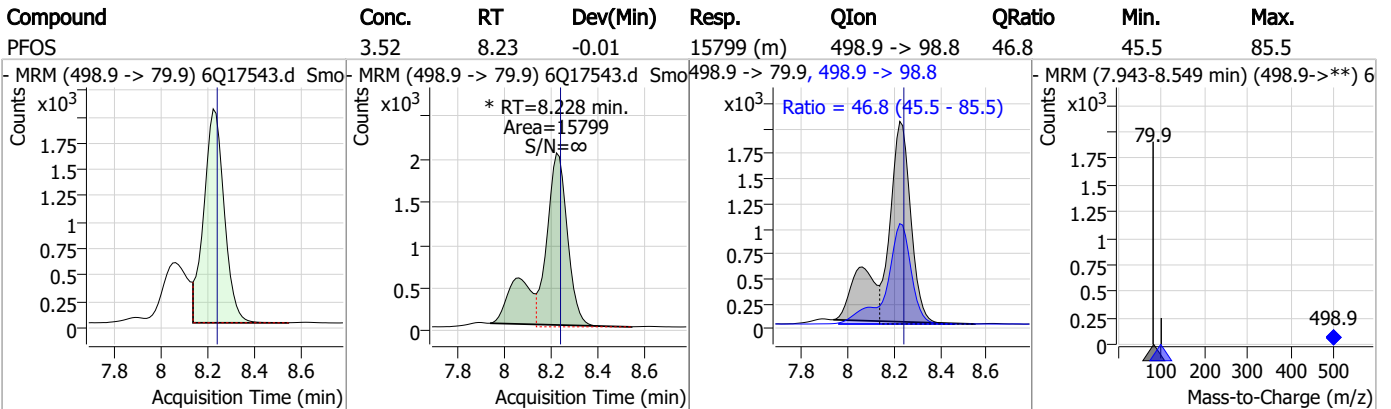 Compound Conc. RT Dev(Min) Resp. QIon QRatio Min. Max.
PFOS 3.52 8.23 -0.01 15799 (m) 498.9 -> 98.8 46.8 45.5 85.5
- MRM (498.9 -> 79.9) 6Q17543.d Smo
Counts
x10³
1.75
1.5
1.25
1
0.75
0.5
0.25
0
7.8 8 8.2 8.4 8.6
Acquisition Time (min)
- MRM (498.9 -> 79.9) 6Q17543.d Smo
Counts
x10³
* RT=8.228 min.
Area=15799
S/N=∞
2
1.5
1
0.5
0
7.8 8 8.2 8.4 8.6
Acquisition Time (min)
498.9 -> 79.9, 498.9 -> 98.8
Counts
x10³
Ratio = 46.8 (45.5 - 85.5)
1.75
1.5
1.25
1
0.75
0.5
0.25
0
7.8 8 8.2 8.4 8.6
Acquisition Time (min)
- MRM (7.943-8.549 min) (498.9->**) 6
Counts
x10³
79.9
1.75
1.5
1.25
1
0.75
0.5
0.25
0
498.9
100 200 300 400 500
Mass-to-Charge (m/z)